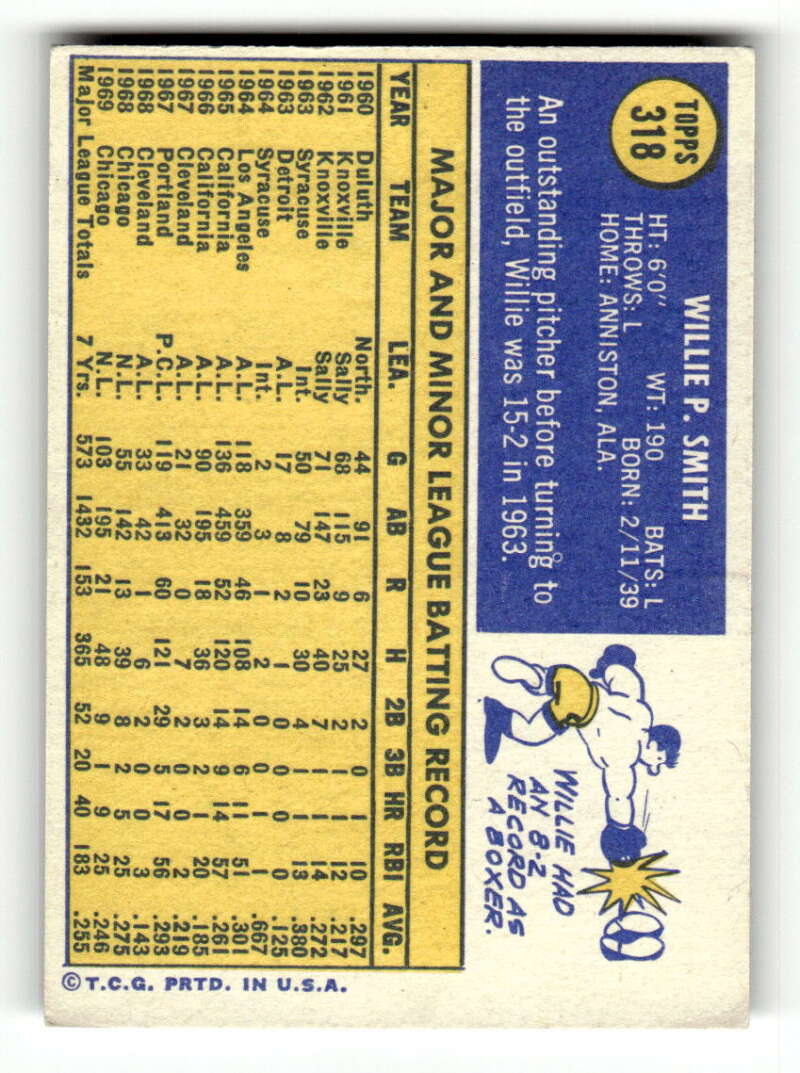 TOPPS
318
WILLIE P. SMITH
HT: 6'0" WT: 190 BATS: L
THROWS: L BORN: 2/11/39
HOME: ANNISTON, ALA.
An outstanding pitcher before turning to
the outfield, Willie was 15-2 in 1963.
WILLIE HAD
AN 8-2
RECORD AS
A BOXER.
MAJOR AND MINOR LEAGUE BATTING RECORD
YEAR TEAM LEA. G AB R H 2B 3B HR RBI AVG.
1960 Duluth North. 44 91 6 27 2 0 1 10 .297
1961 Knoxville Sally 68 115 9 25 2 1 1 12 .217
1962 Knoxville Sally 71 147 23 40 7 1 1 14 .272
1963 Syracuse Int. 50 79 10 30 4 1 1 13 .380
1963 Detroit A.L. 17 8 2 1 0 0 0 0 .125
1964 Syracuse Int. 2 3 1 2 0 0 1 1 .667
1964 Los Angeles A.L. 118 359 46 108 14 6 11 51 .301
1965 California A.L. 136 459 52 120 14 9 14 57 .261
1966 California A.L. 90 195 18 36 3 2 1 20 .185
1967 Cleveland A.L. 21 32 0 7 2 0 0 2 .219
1967 Portland P.C.L. 119 413 60 121 29 5 17 56 .293
1968 Cleveland A.L. 33 42 1 6 2 0 0 3 .143
1968 Chicago N.L. 55 142 13 39 8 2 5 25 .275
1969 Chicago N.L. 103 195 21 48 9 1 9 25 .246
Major League Totals 7 Yrs. 573 1432 153 365 52 20 40 183 .255
©T.C.G. PRTD. IN U.S.A.